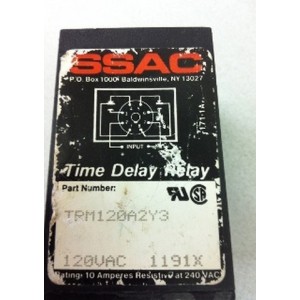 SSAC
P.O. Box 1000 Baldwinsville, NY 13027
INPUT
Time Delay Relay
Part Number:
TRM120A2Y3
120VAC 1191X
Rating: 10 Amperes Resistive at 240 VAC